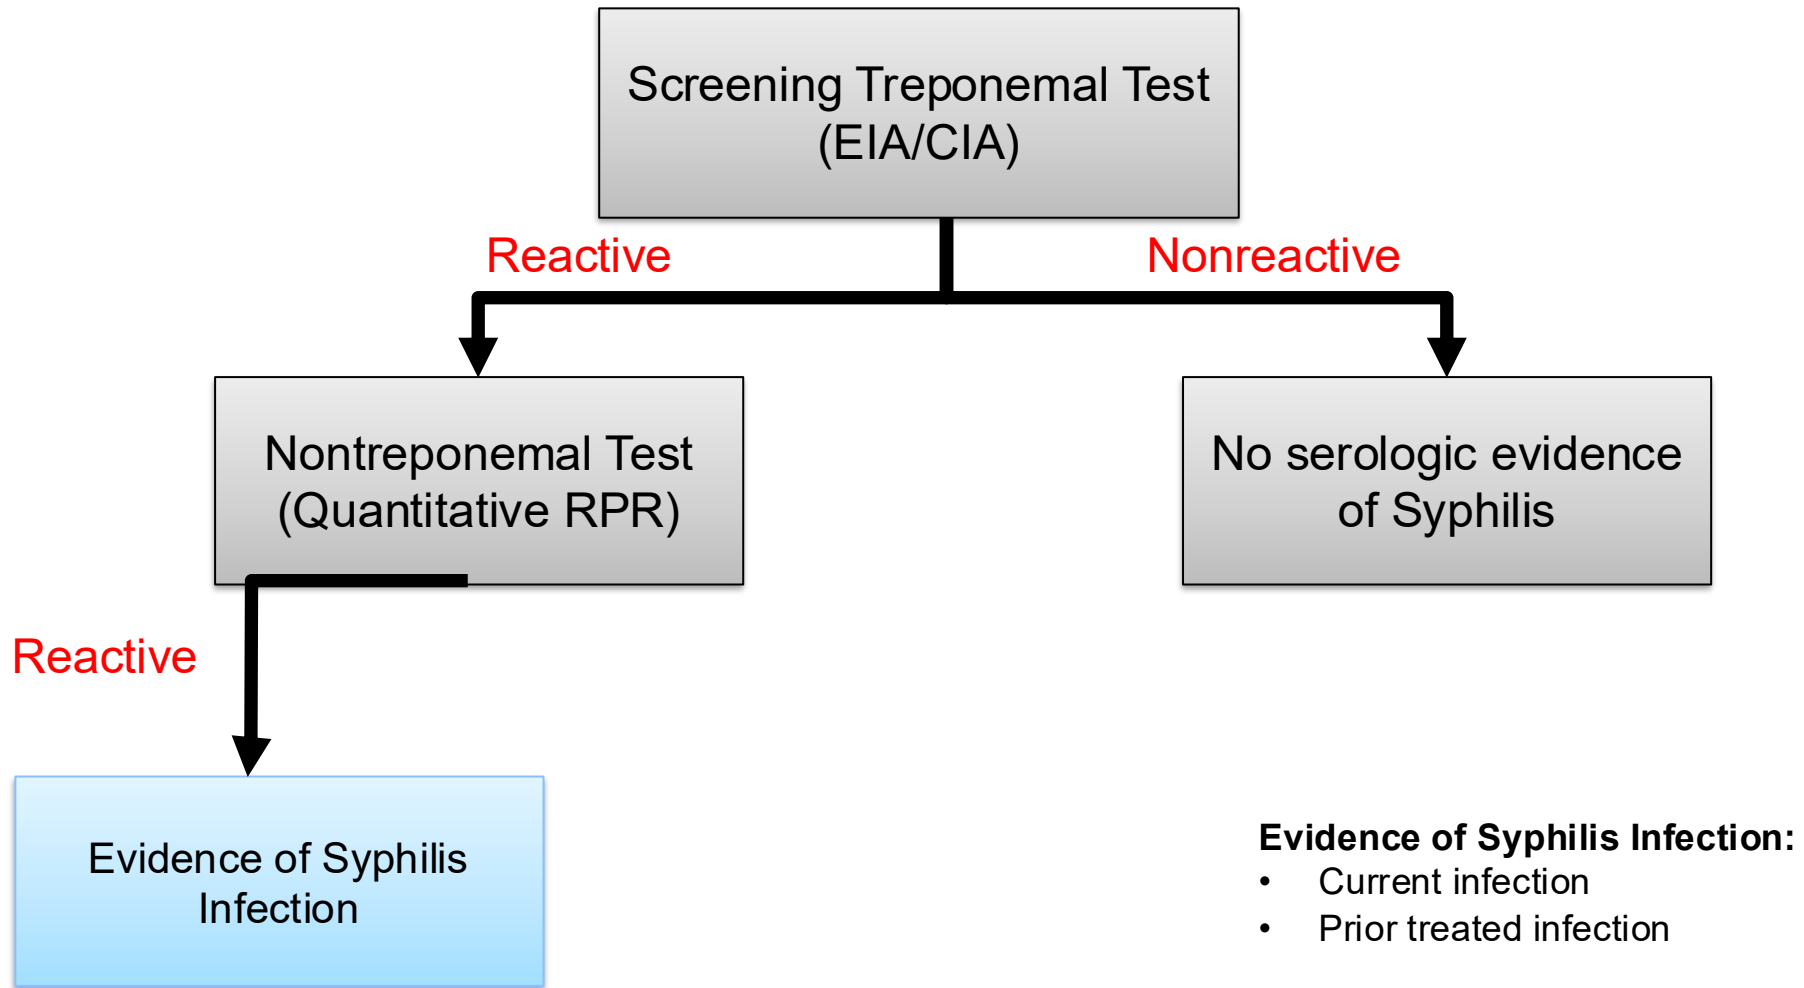 Screening Treponemal Test
(EIA/CIA)
Reactive
Nonreactive
Nontreponemal Test
(Quantitative RPR)
No serologic evidence
of Syphilis
Reactive
Evidence of Syphilis
Infection
Evidence of Syphilis Infection:
• Current infection
• Prior treated infection